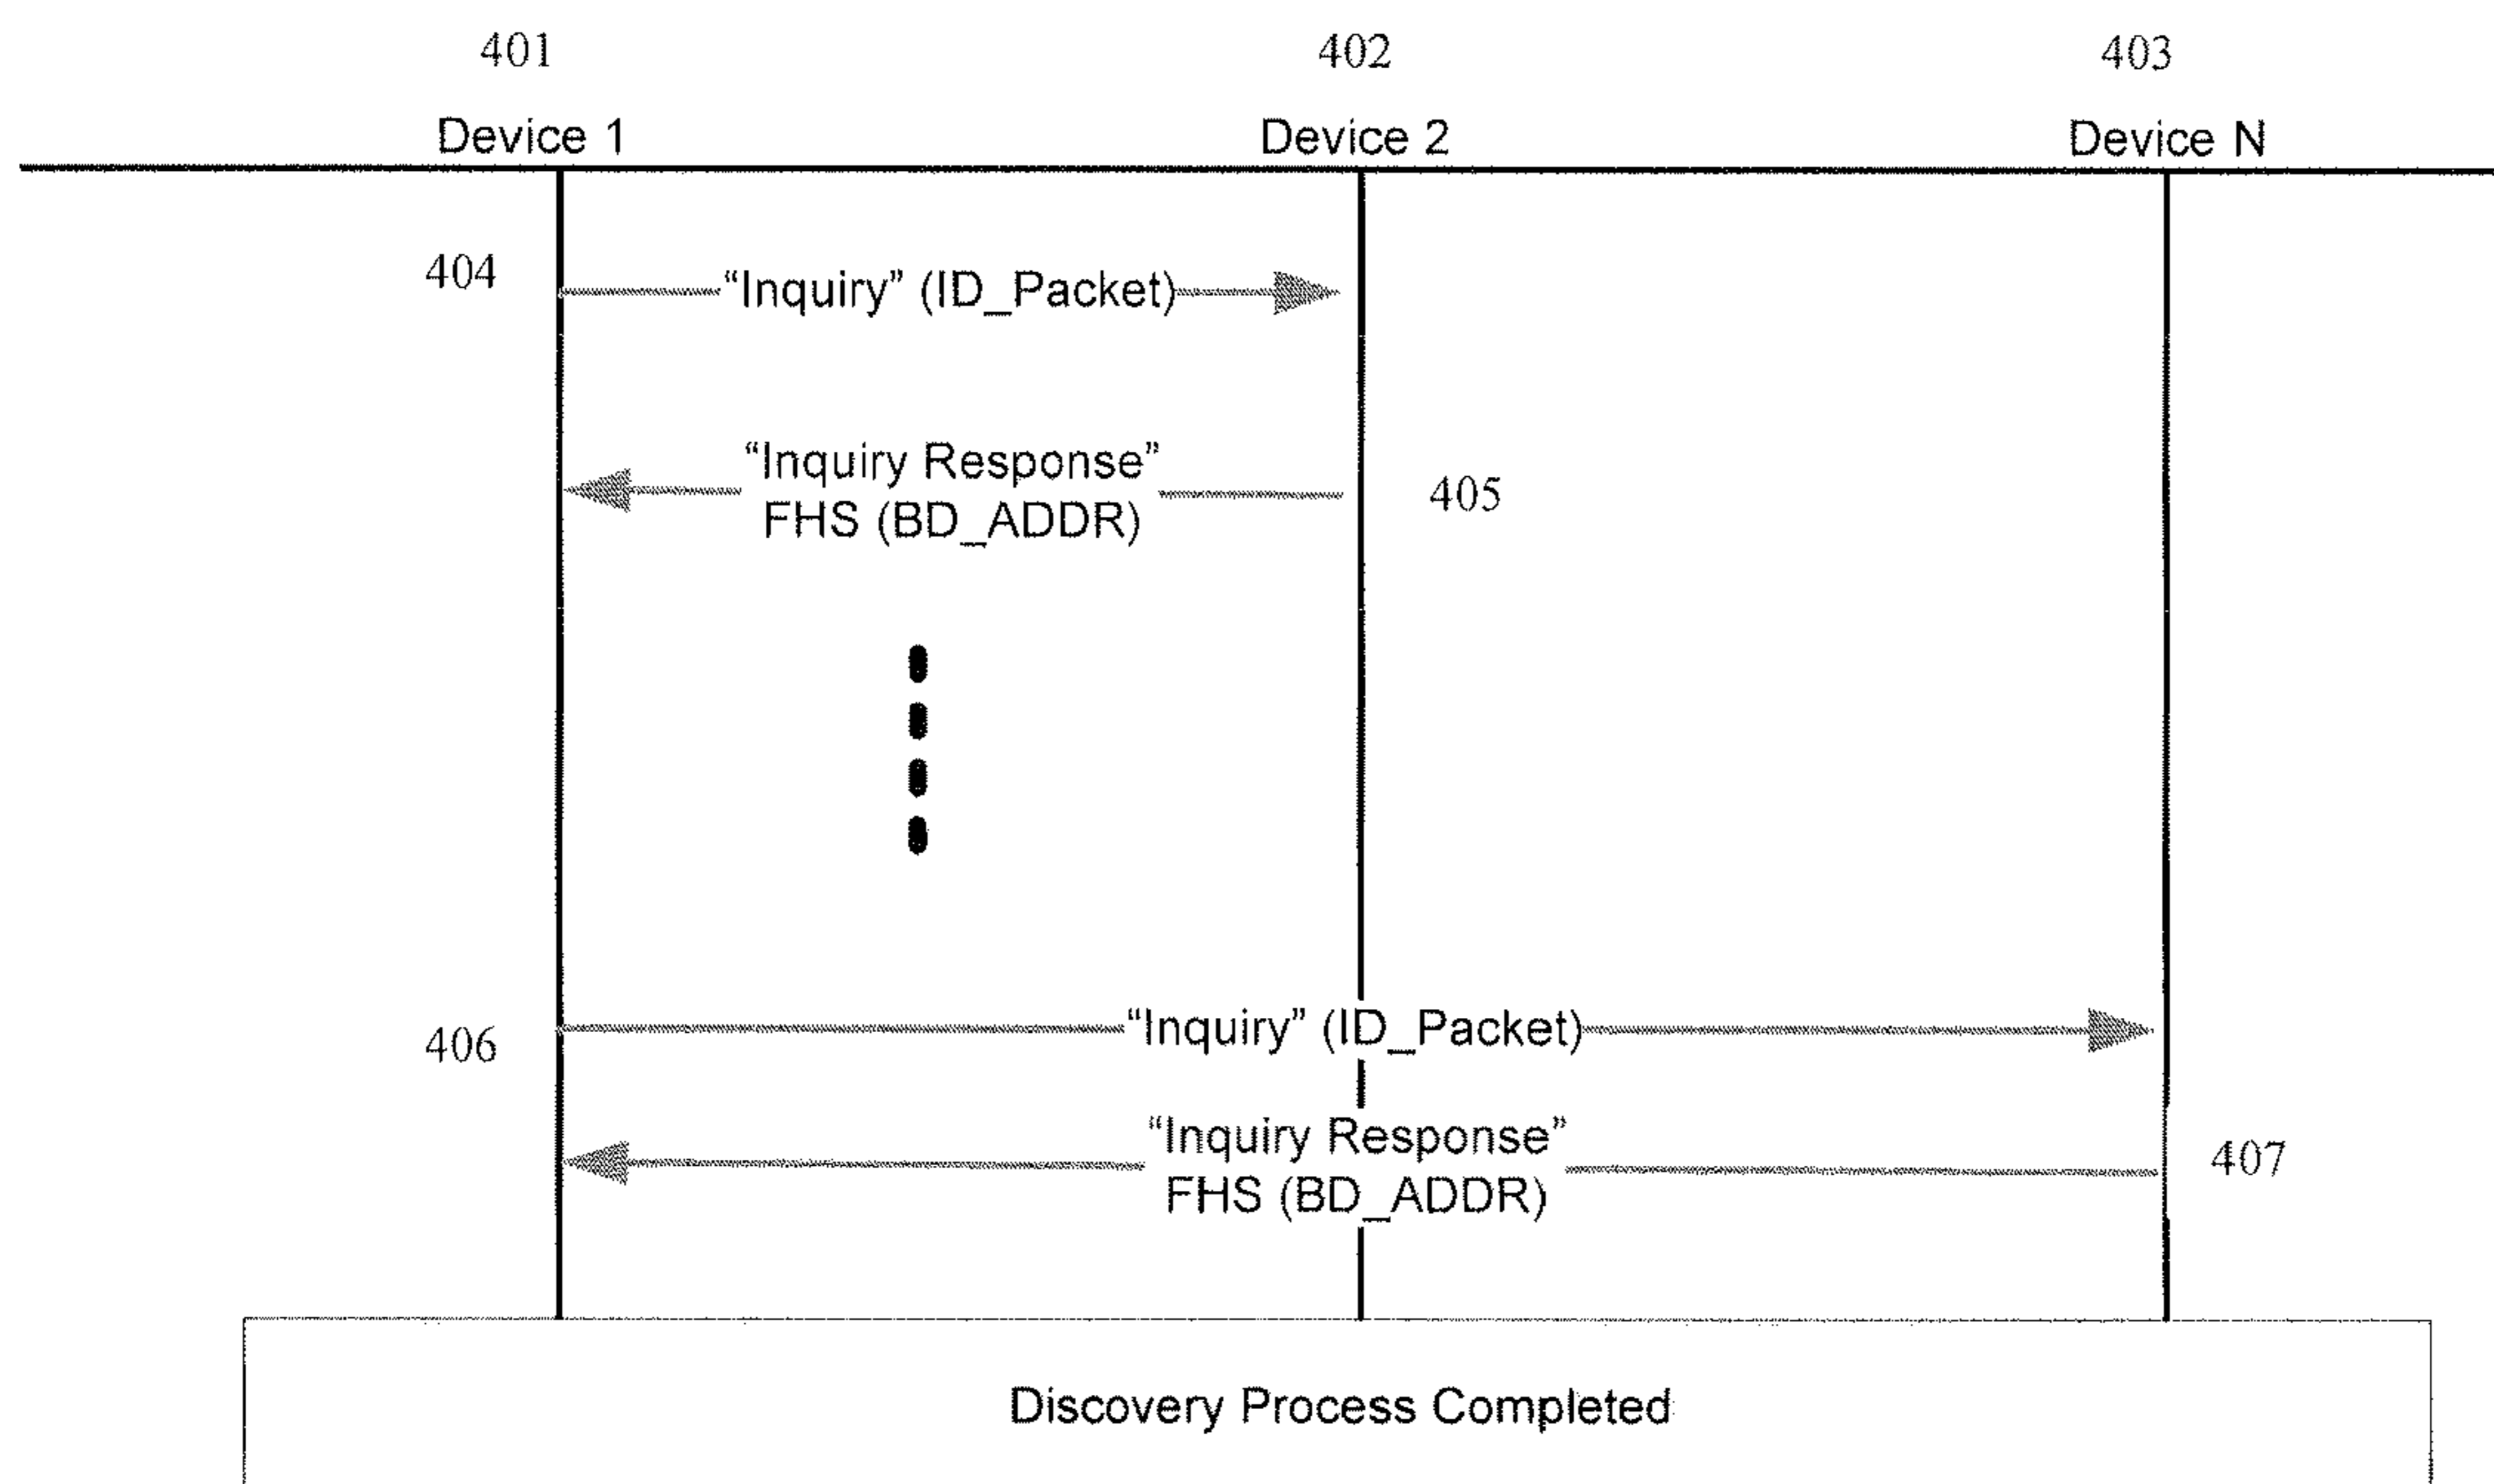 401
402
403
Device 1
Device 2
Device N
404
“Inquiry” (ID_Packet)
“Inquiry Response”
FHS (BD_ADDR)
405
406
“Inquiry” (ID_Packet)
“Inquiry Response”
FHS (BD_ADDR)
407
Discovery Process Completed